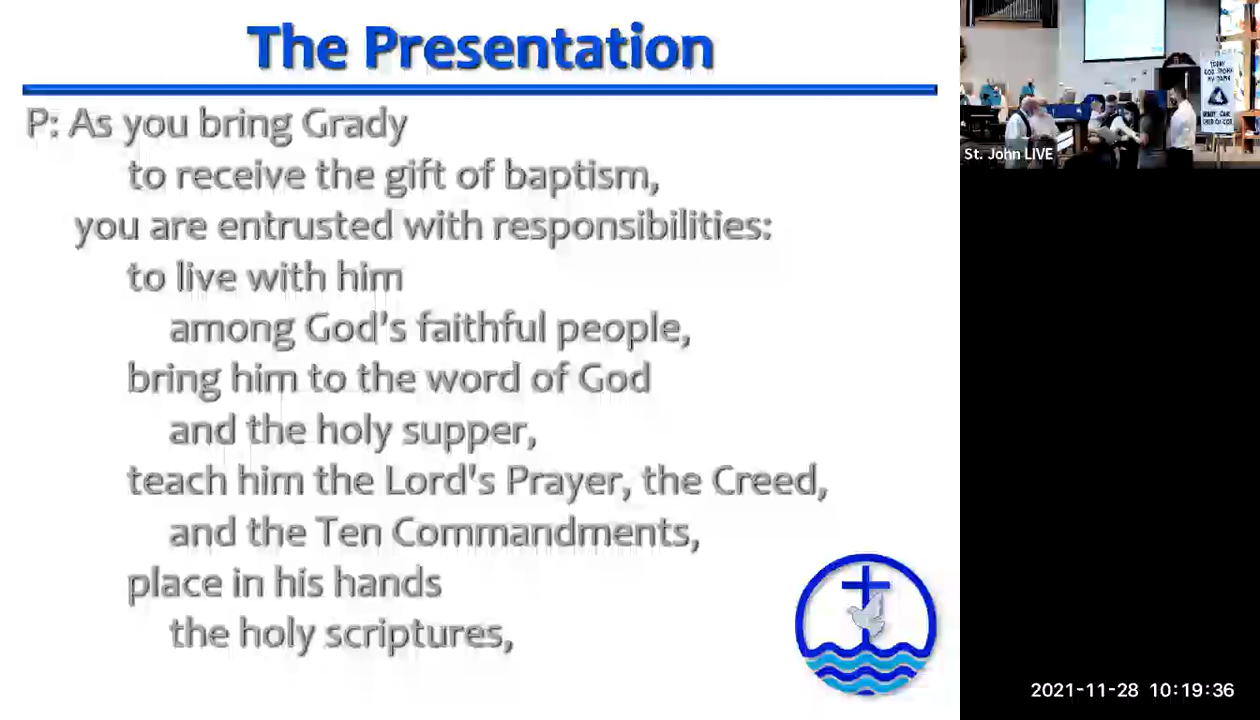 The Presentation
P: As you bring Grady
to receive the gift of baptism,
you are entrusted with responsibilities:
to live with him
among God's faithful people,
bring him to the word of God
and the holy supper,
teach him the Lord's Prayer, the Creed,
and the Ten Commandments,
place in his hands
the holy scriptures,
St. John LIVE
TODAY
2021-11-28 10:19:36